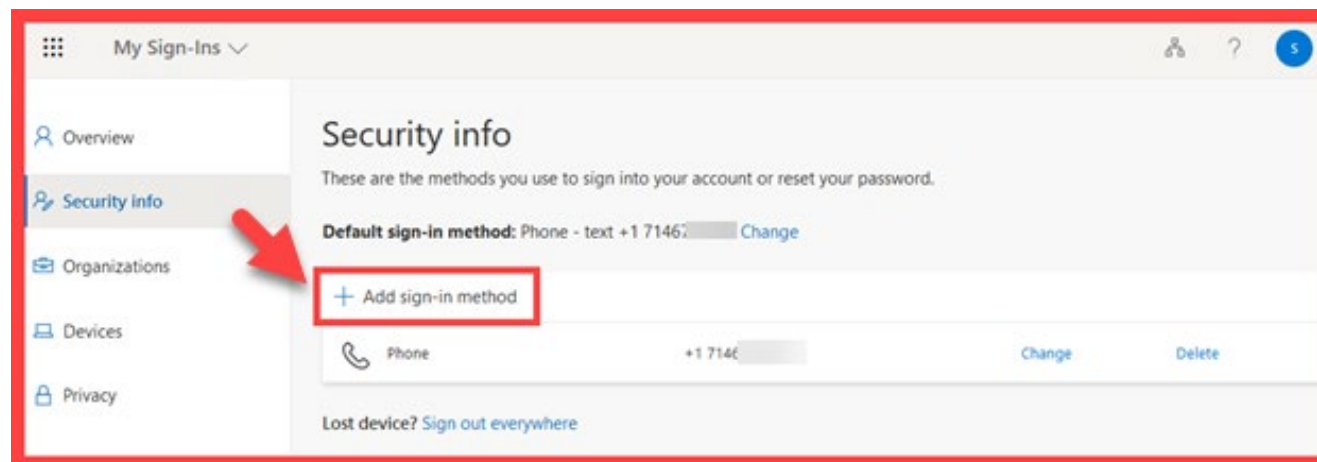 My Sign-Ins
?
S
Overview
Security info
Organizations
Devices
Privacy
Security info
These are the methods you use to sign into your account or reset your password.
Default sign-in method: Phone - text +1 7146 Change
+ Add sign-in method
Phone +1 714 Change Delete
Lost device? Sign out everywhere